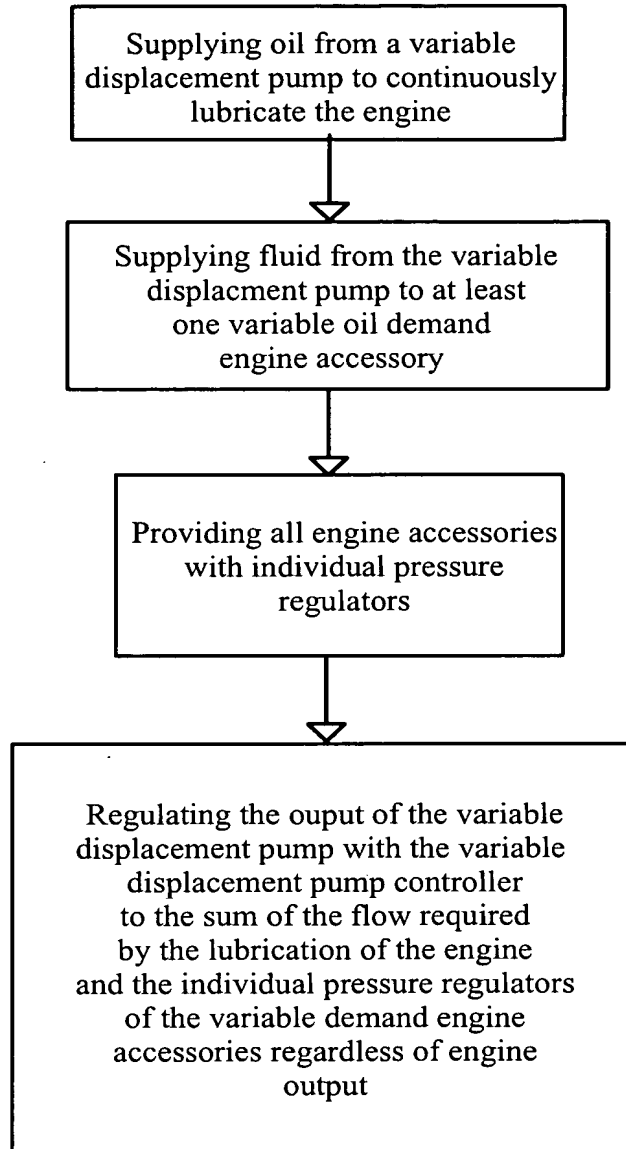 Supplying oil from a variable
displacement pump to continuously
lubricate the engine
Supplying fluid from the variable
displacment pump to at least
one variable oil demand
engine accessory
Providing all engine accessories
with individual pressure
regulators
Regulating the ouput of the variable
displacement pump with the variable
displacement pump controller
to the sum of the flow required
by the lubrication of the engine
and the individual pressure regulators
of the variable demand engine
accessories regardless of engine
output